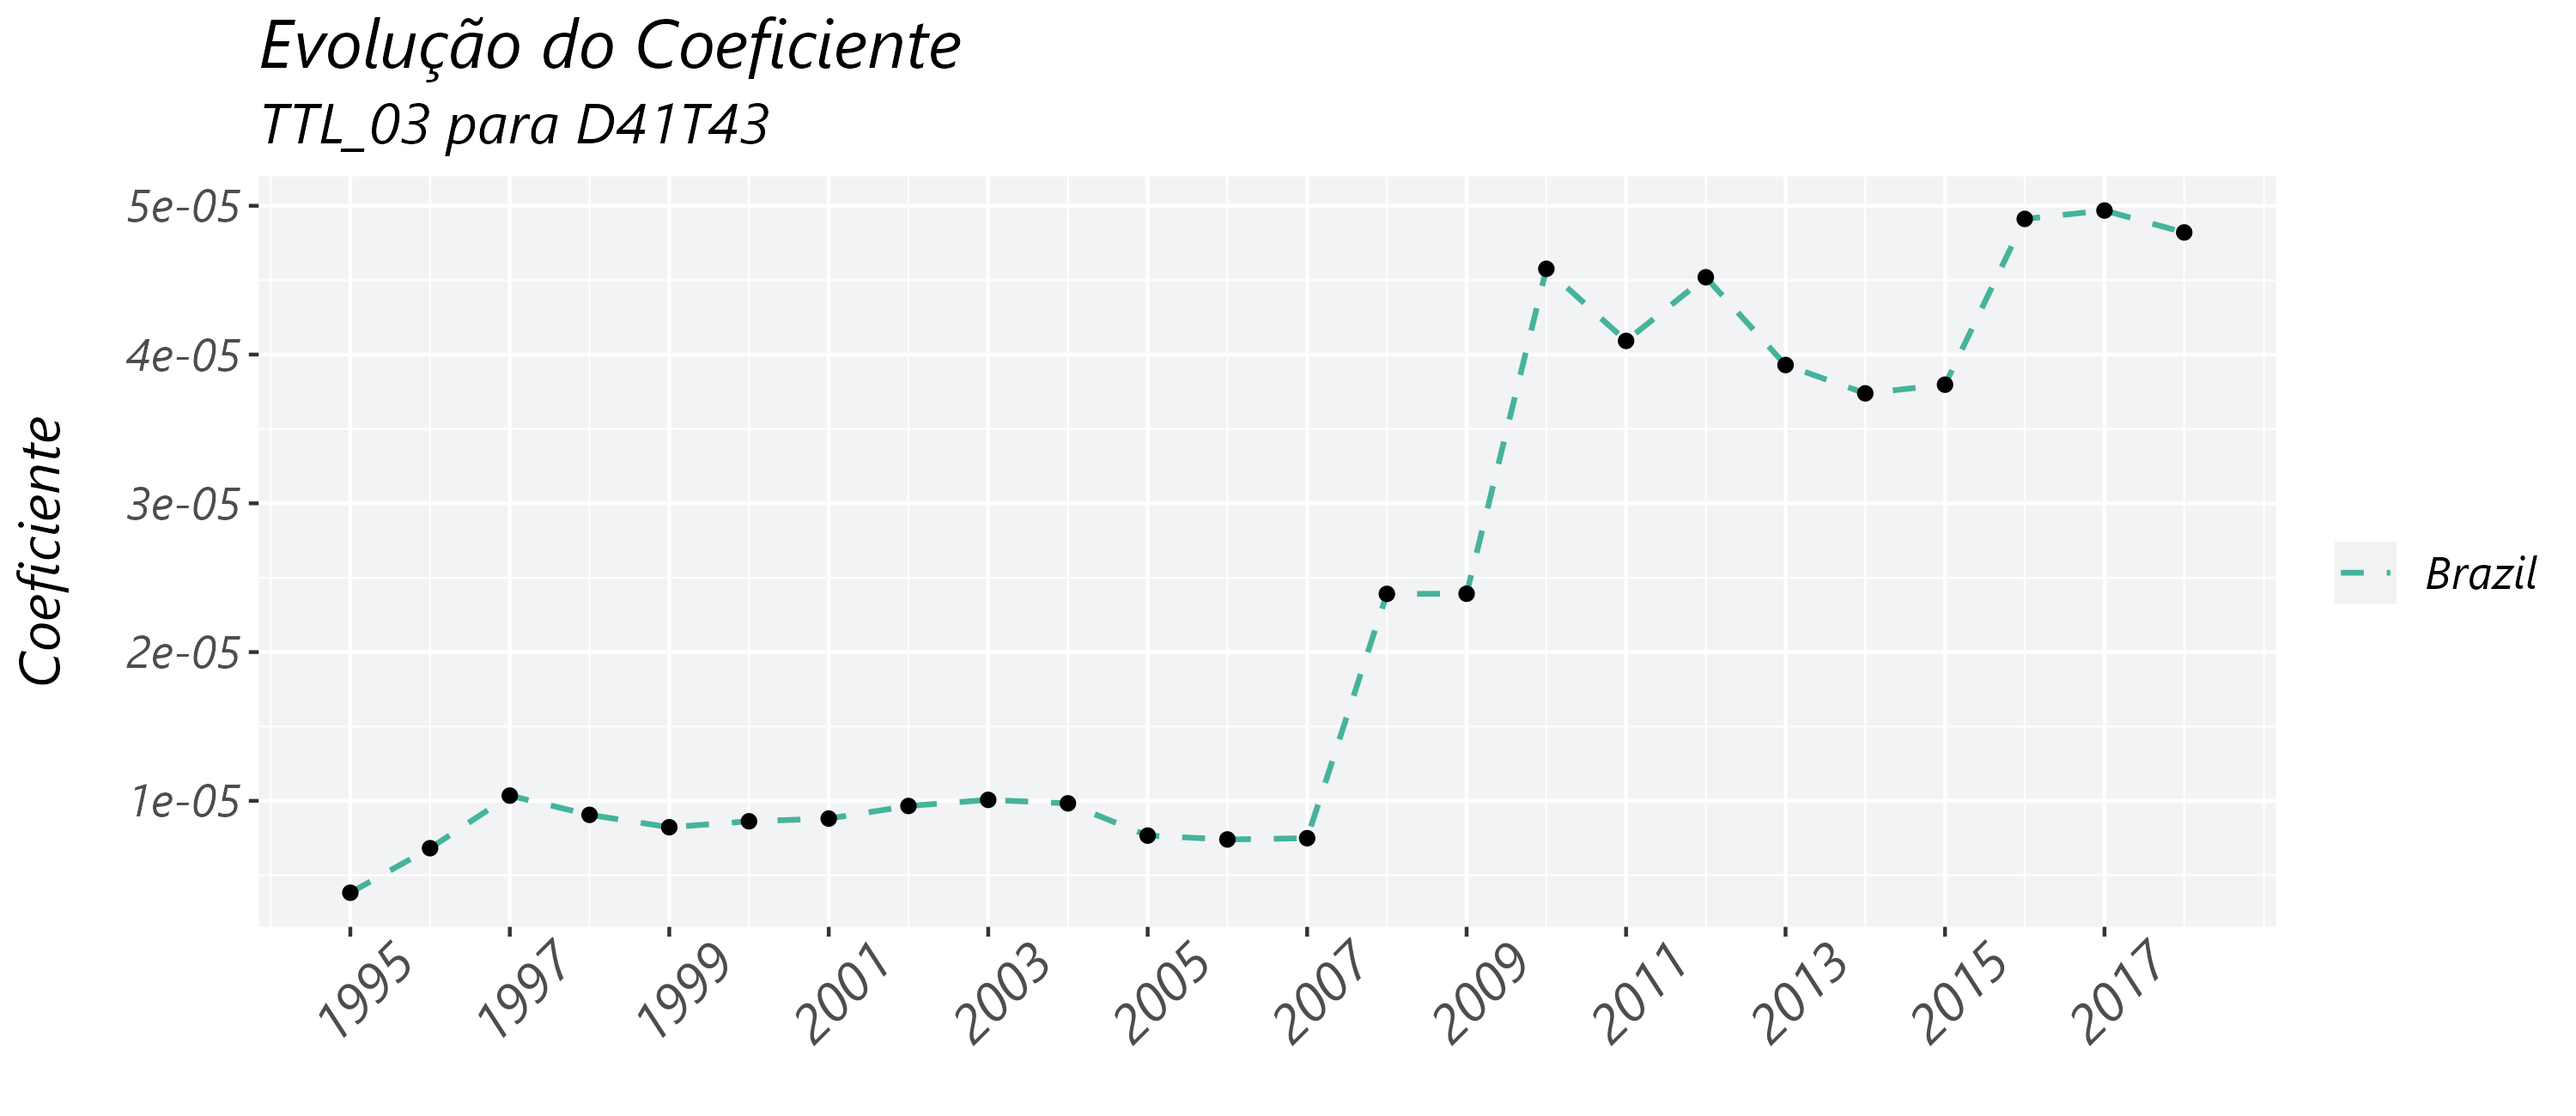 Evolução do Coeficiente
TTL_03 para D41T43
5e-05
4e-05
3e-05
2e-05
1e-05
Coeficiente
1995
1997
1999
2001
2003
2005
2007
2009
2011
2013
2015
2017
Brazil